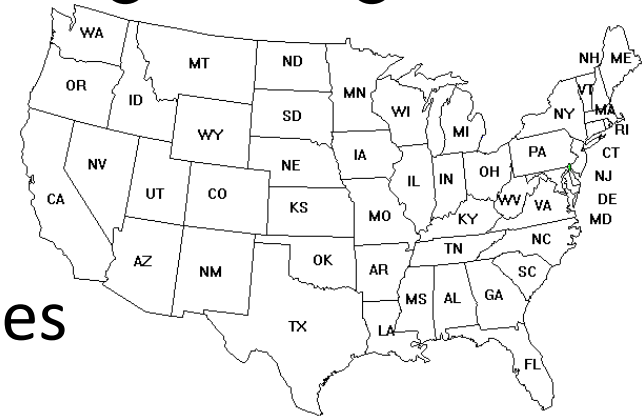 WA
MT
ND
MN
OR
ID
SD
WI
MI
NH
ME
VT
NY
MA
RI
WY
NE
IA
PA
CT
NV
UT
CO
IL
IN
OH
NJ
CA
KS
MO
WV
VA
DE
MD
KY
AZ
NM
OK
AR
TN
NC
SC
MS
AL
GA
TX
LA
FL
es